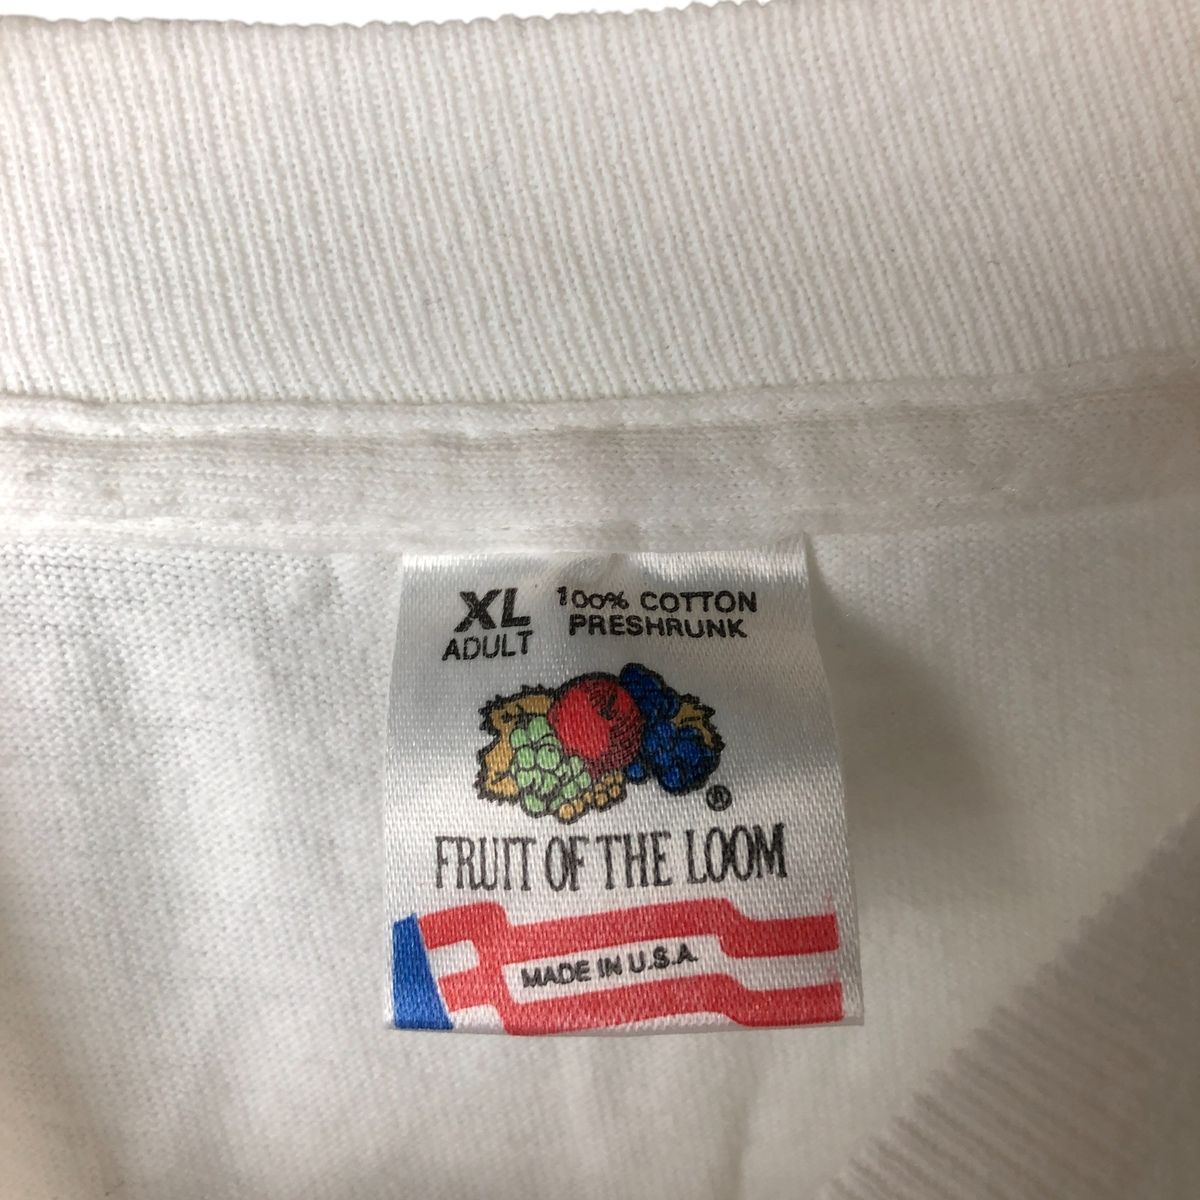 XL 100% COTTON
ADULT PRESHRUNK
®
FRUIT OF THE LOOM
MADE IN U.S.A.